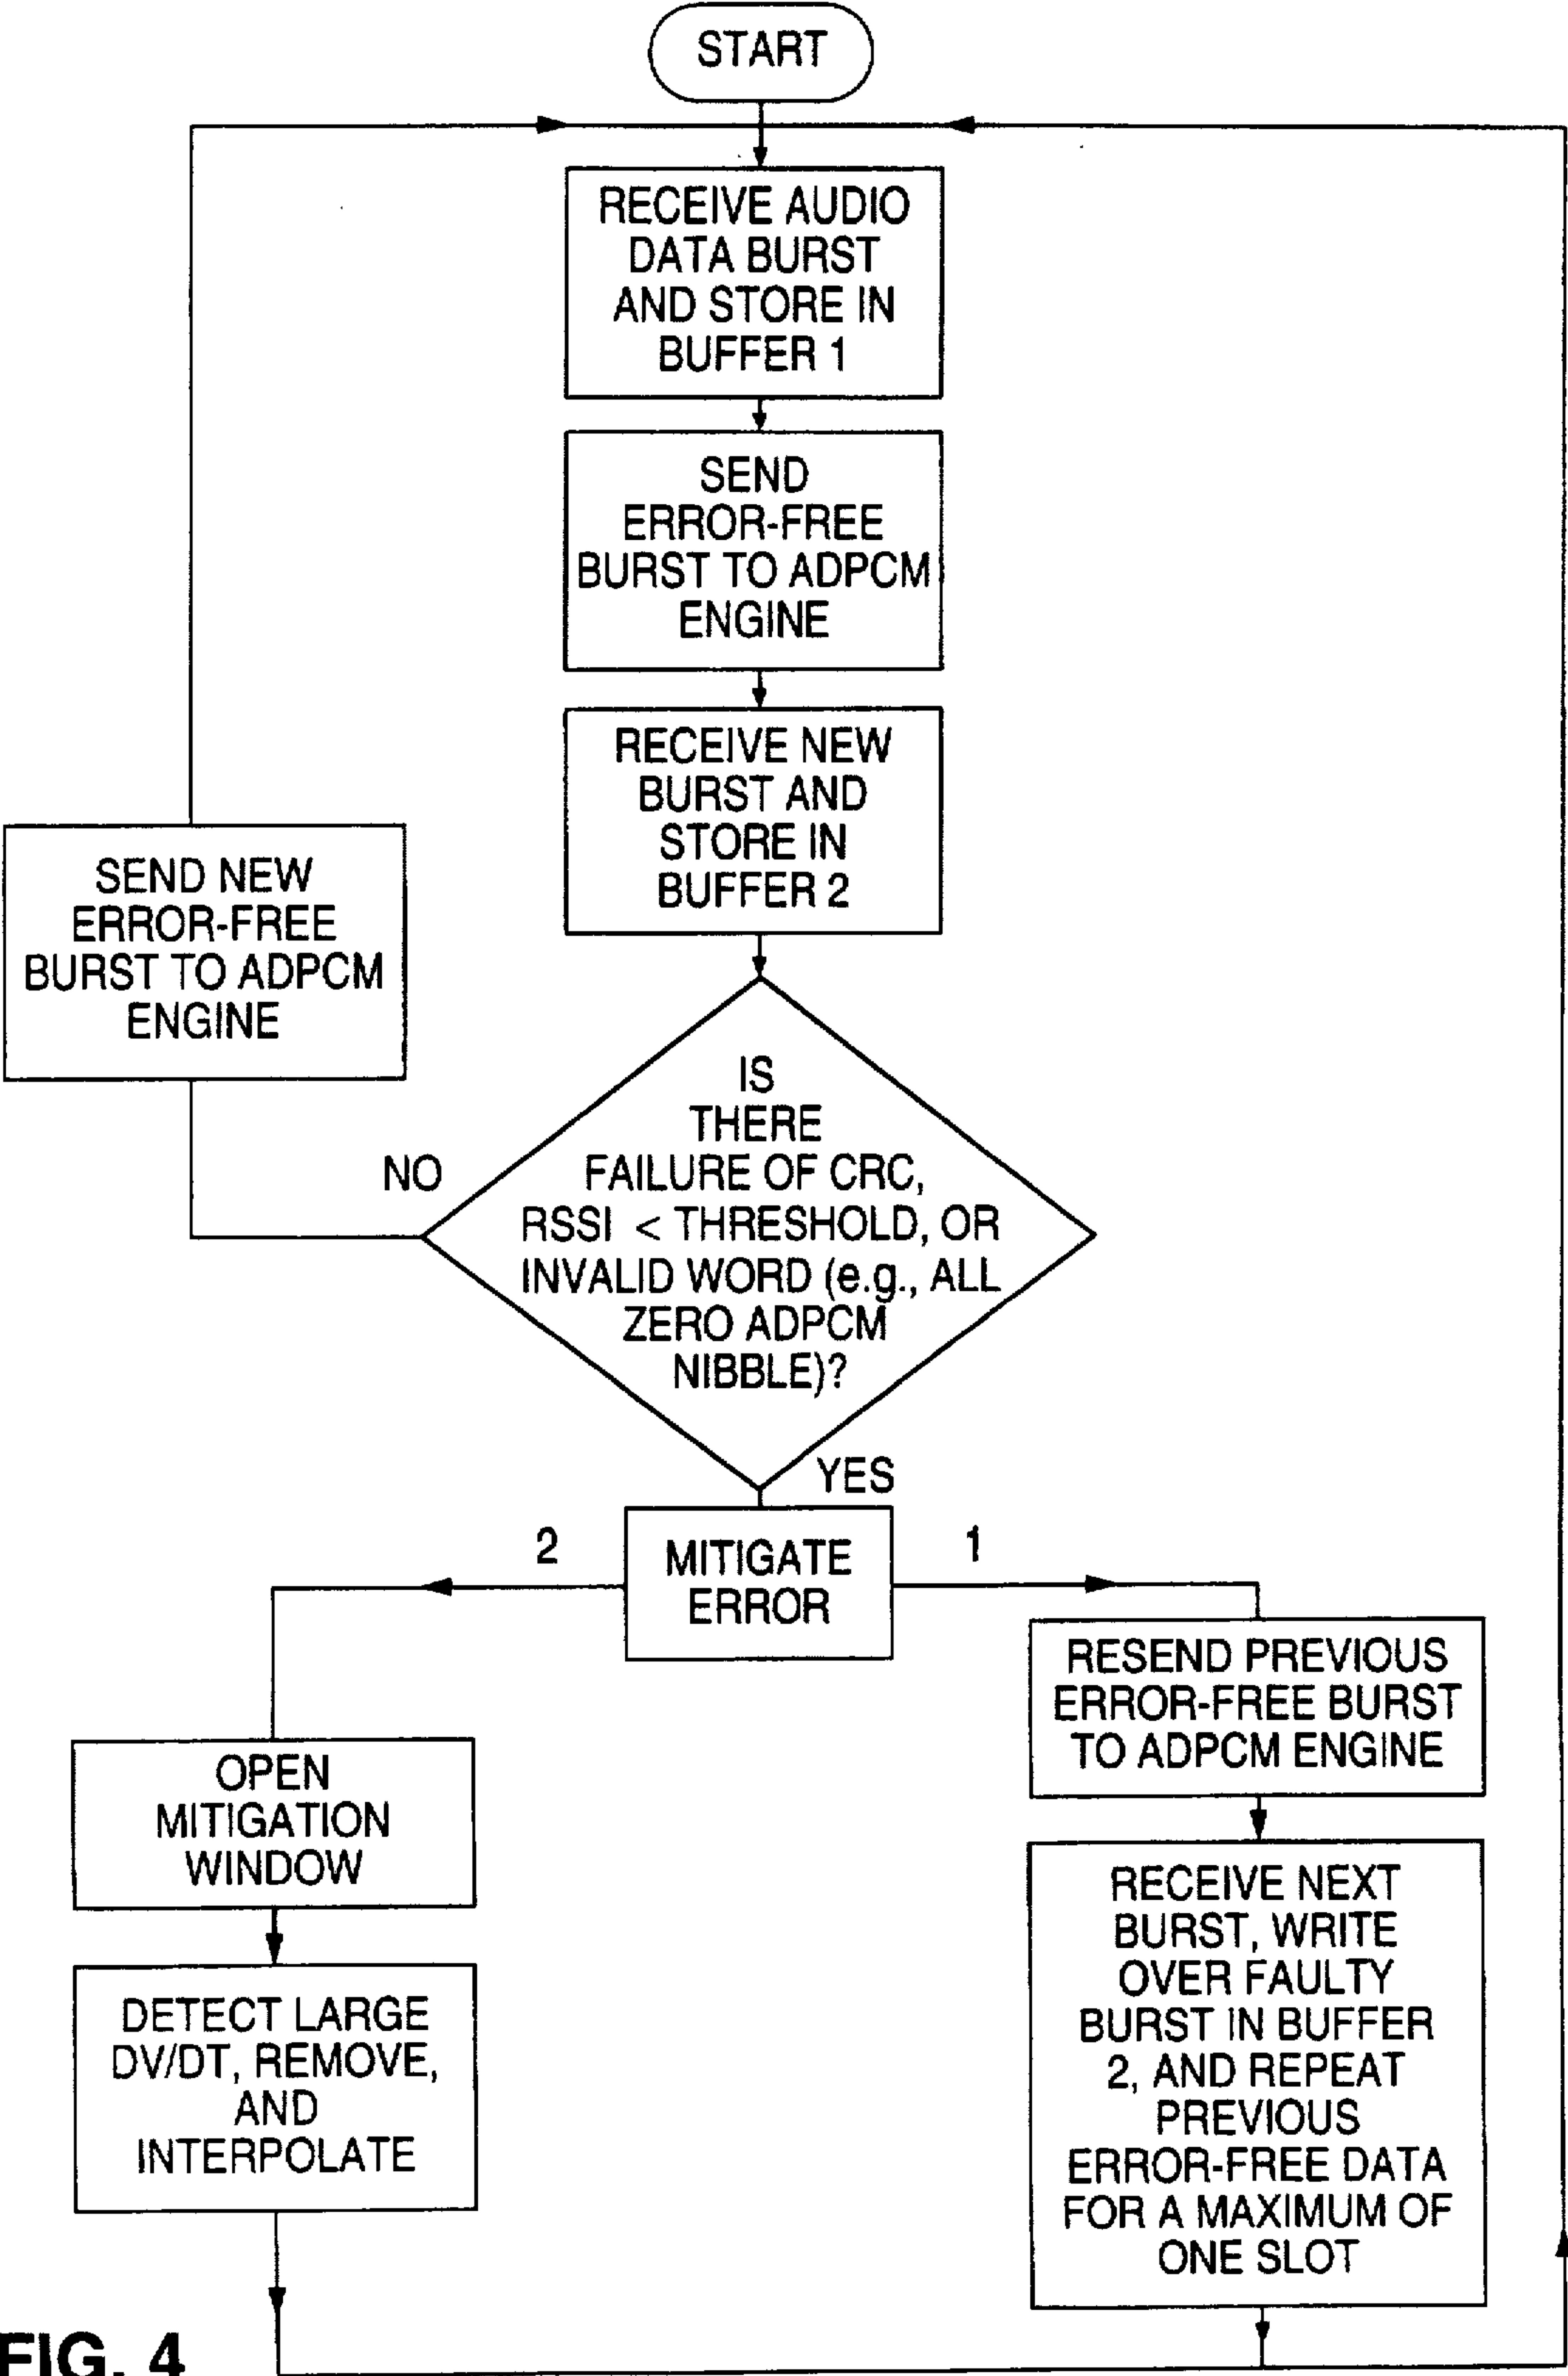 START
RECEIVE AUDIO
DATA BURST
AND STORE IN
BUFFER 1
SEND
ERROR-FREE
BURST TO ADPCM
ENGINE
RECEIVE NEW
BURST AND
STORE IN
BUFFER 2
SEND NEW
ERROR-FREE
BURST TO ADPCM
ENGINE
IS
THERE
FAILURE OF CRC,
RSSI < THRESHOLD, OR
INVALID WORD (e.g., ALL
ZERO ADPCM
NIBBLE)?
NO
YES
MITIGATE
ERROR
2
1
RESEND PREVIOUS
ERROR-FREE BURST
TO ADPCM ENGINE
OPEN
MITIGATION
WINDOW
RECEIVE NEXT
BURST, WRITE
OVER FAULTY
BURST IN BUFFER
2, AND REPEAT
PREVIOUS
ERROR-FREE DATA
FOR A MAXIMUM OF
ONE SLOT
DETECT LARGE
DV/DT, REMOVE,
AND
INTERPOLATE
FIG. 4